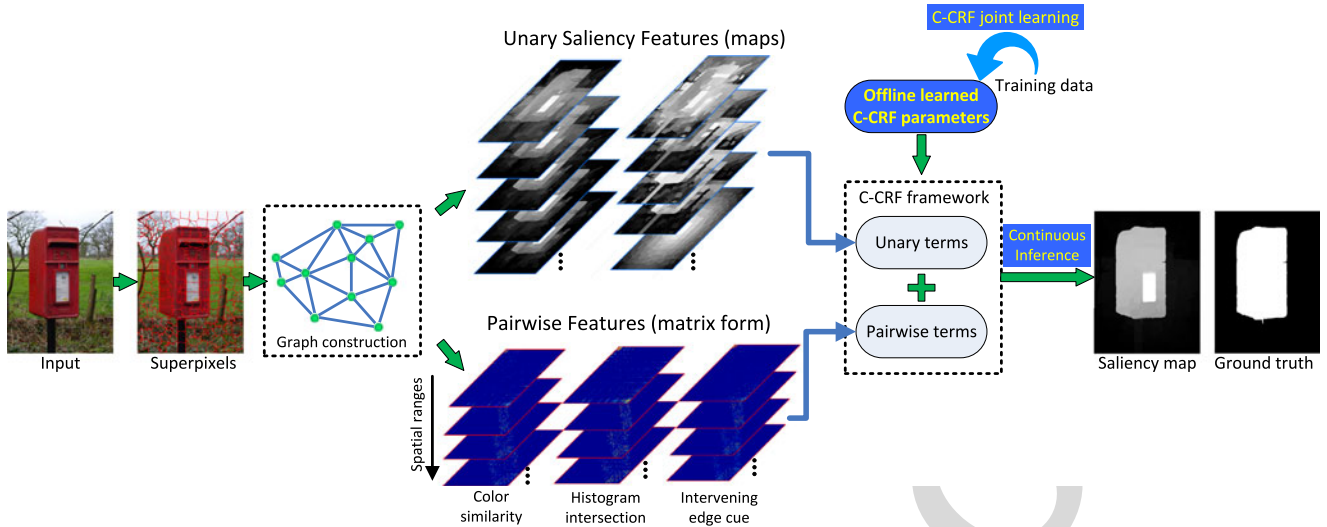 C-CRF joint learning
Unary Saliency Features (maps)
Training data
Offline learned
C-CRF parameters
C-CRF framework
Unary terms
Continuous
Inference
Pairwise Features (matrix form)
Pairwise terms
Graph construction
Input
Superpixels
Saliency map
Ground truth
Spatial ranges
Color
similarity
Histogram
intersection
Intervening
edge cue